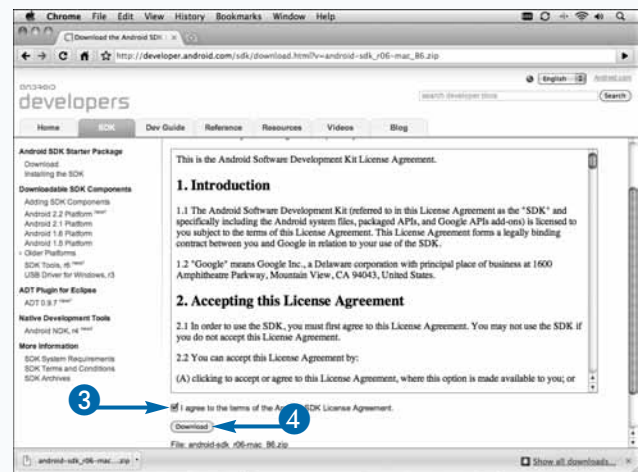 Chrome File Edit View History Bookmarks Window Help
Download the Android SDK
http://developer.android.com/sdk/download.html?v=android-sdk_r06-mac_86.zip
English Android.com
android
developers
search developer docs Search
Home SDK Dev Guide Reference Resources Videos Blog
Android SDK Starter Package
Download
Installing the SDK
Downloadable SDK Components
Adding SDK Components
Android 2.2 Platform new!
Android 2.1 Platform
Android 1.6 Platform
Android 1.5 Platform
Older Platforms
SDK Tools, r6 new!
USB Driver for Windows, r3
ADT Plugin for Eclipse
ADT 0.9.7 new!
Native Development Tools
Android NDK, r4 new!
More Information
SDK System Requirements
SDK Terms and Conditions
SDK Archives
This is the Android Software Development Kit License Agreement.
1. Introduction
1.1 The Android Software Development Kit (referred to in this License Agreement as the "SDK" and
specifically including the Android system files, packaged APIs, and Google APIs add-ons) is licensed to
you subject to the terms of this License Agreement. This License Agreement forms a legally binding
contract between you and Google in relation to your use of the SDK.
1.2 "Google" means Google Inc., a Delaware corporation with principal place of business at 1600
Amphitheatre Parkway, Mountain View, CA 94043, United States.
2. Accepting this License Agreement
2.1 In order to use the SDK, you must first agree to this License Agreement. You may not use the SDK if
you do not accept this License Agreement.
2.2 You can accept this License Agreement by:
(A) clicking to accept or agree to this License Agreement, where this option is made available to you; or
3
I agree to the terms of the Android SDK License Agreement.
Download
4
File: android-sdk_r06-mac_86.zip
android-sdk_r06-mac....zip
Show all downloads...